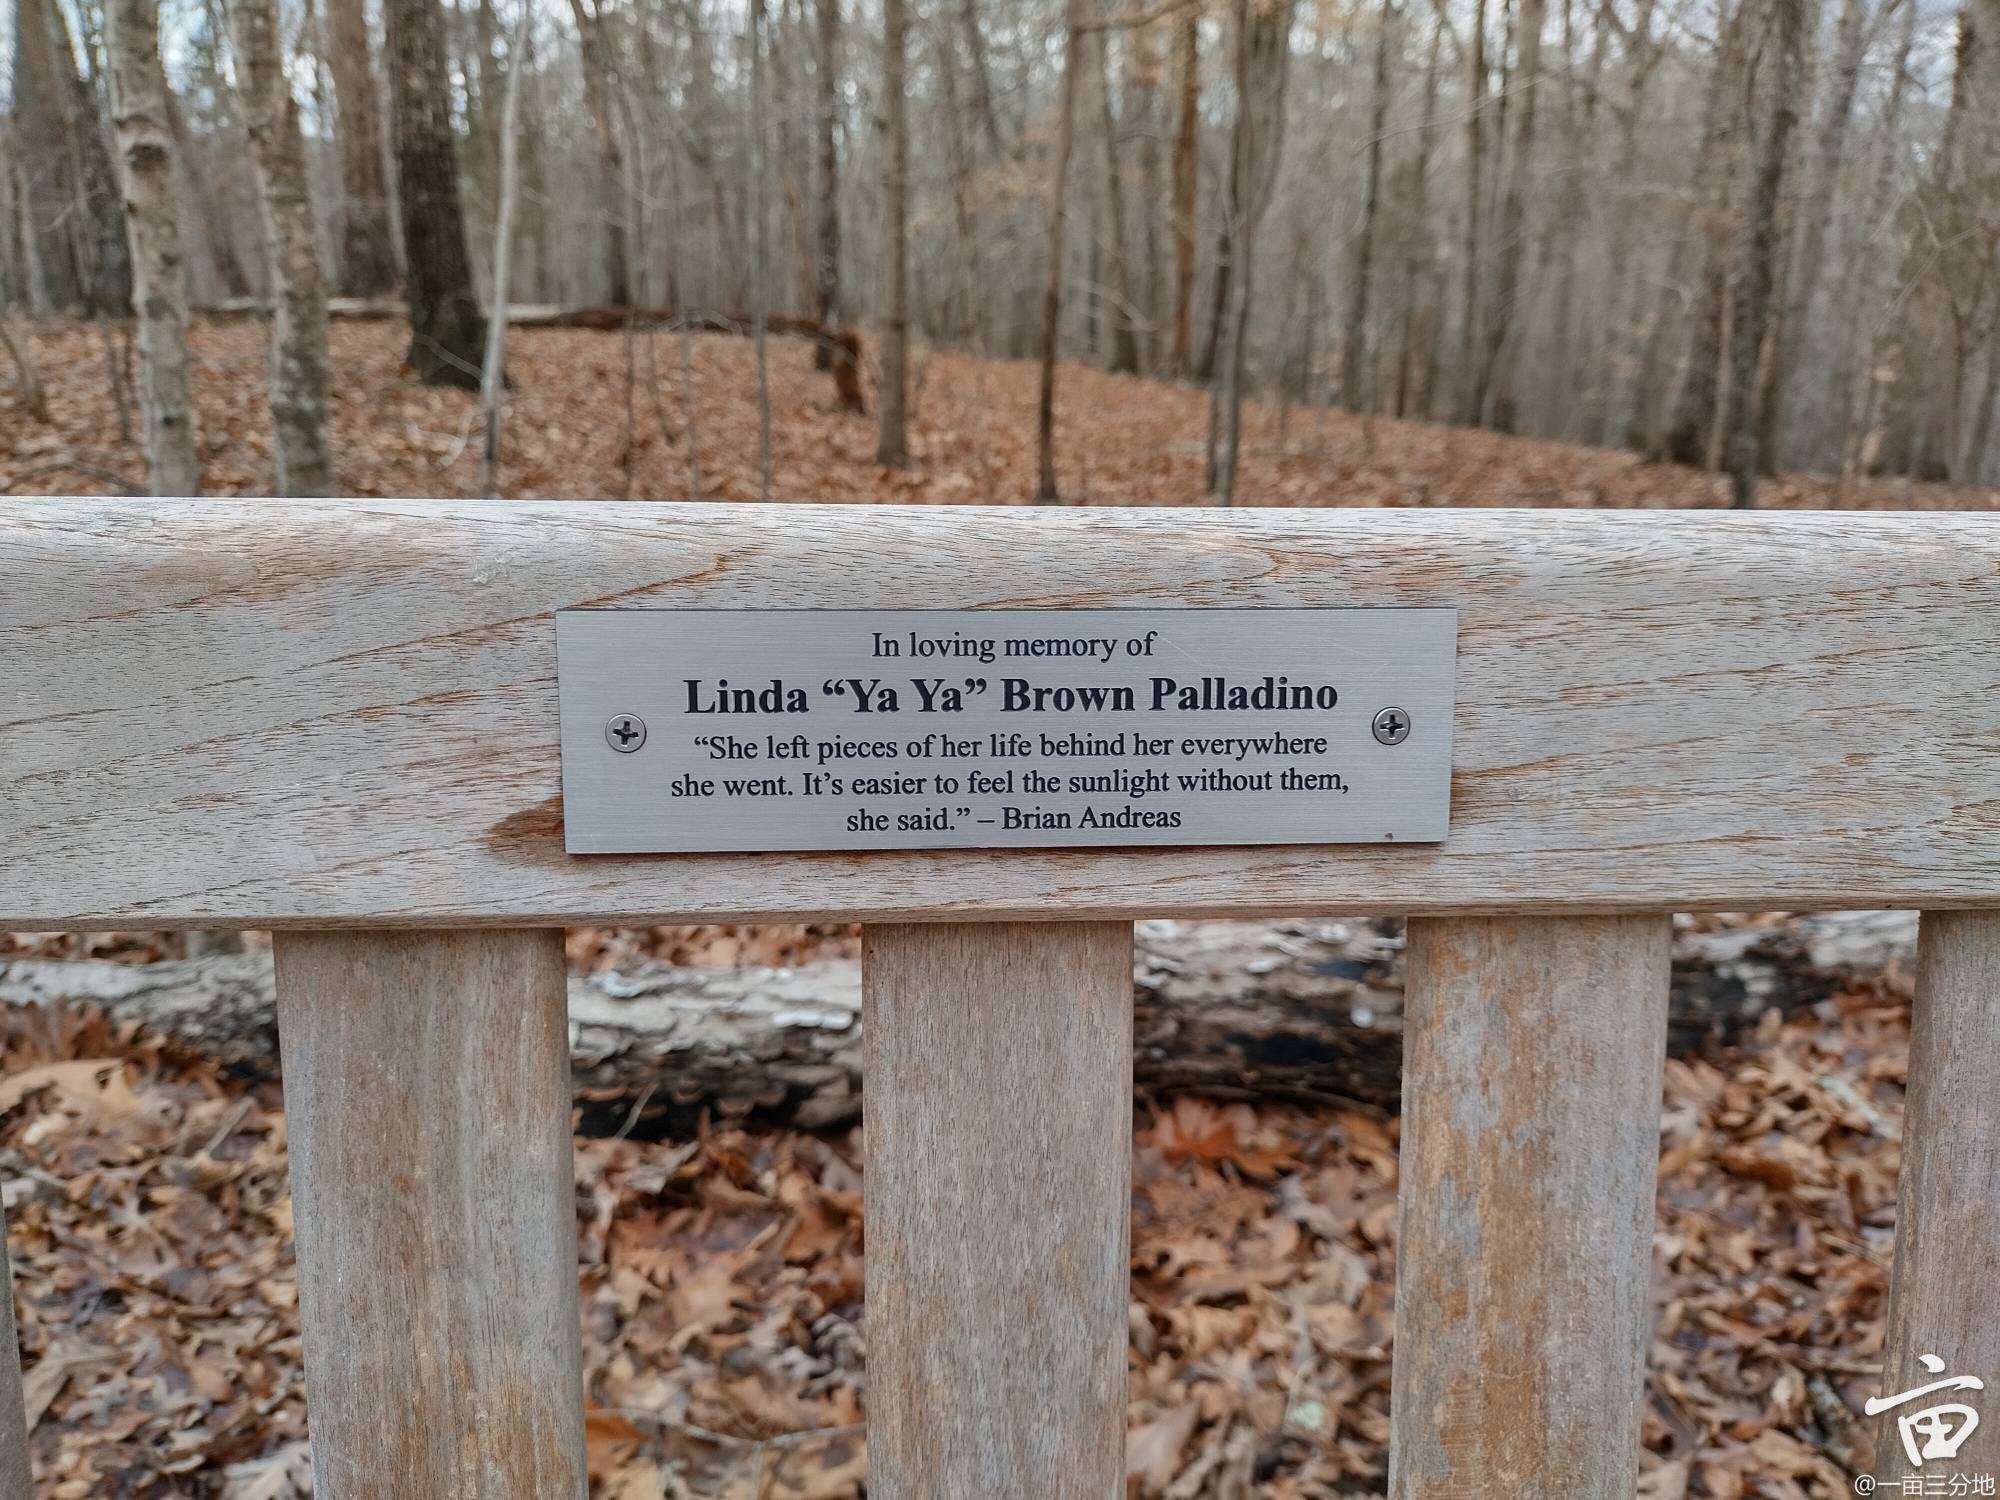 In loving memory of
Linda “Ya Ya” Brown Palladino
“She left pieces of her life behind her everywhere
she went. It’s easier to feel the sunlight without them,
she said.” – Brian Andreas
亩
@一亩三分地